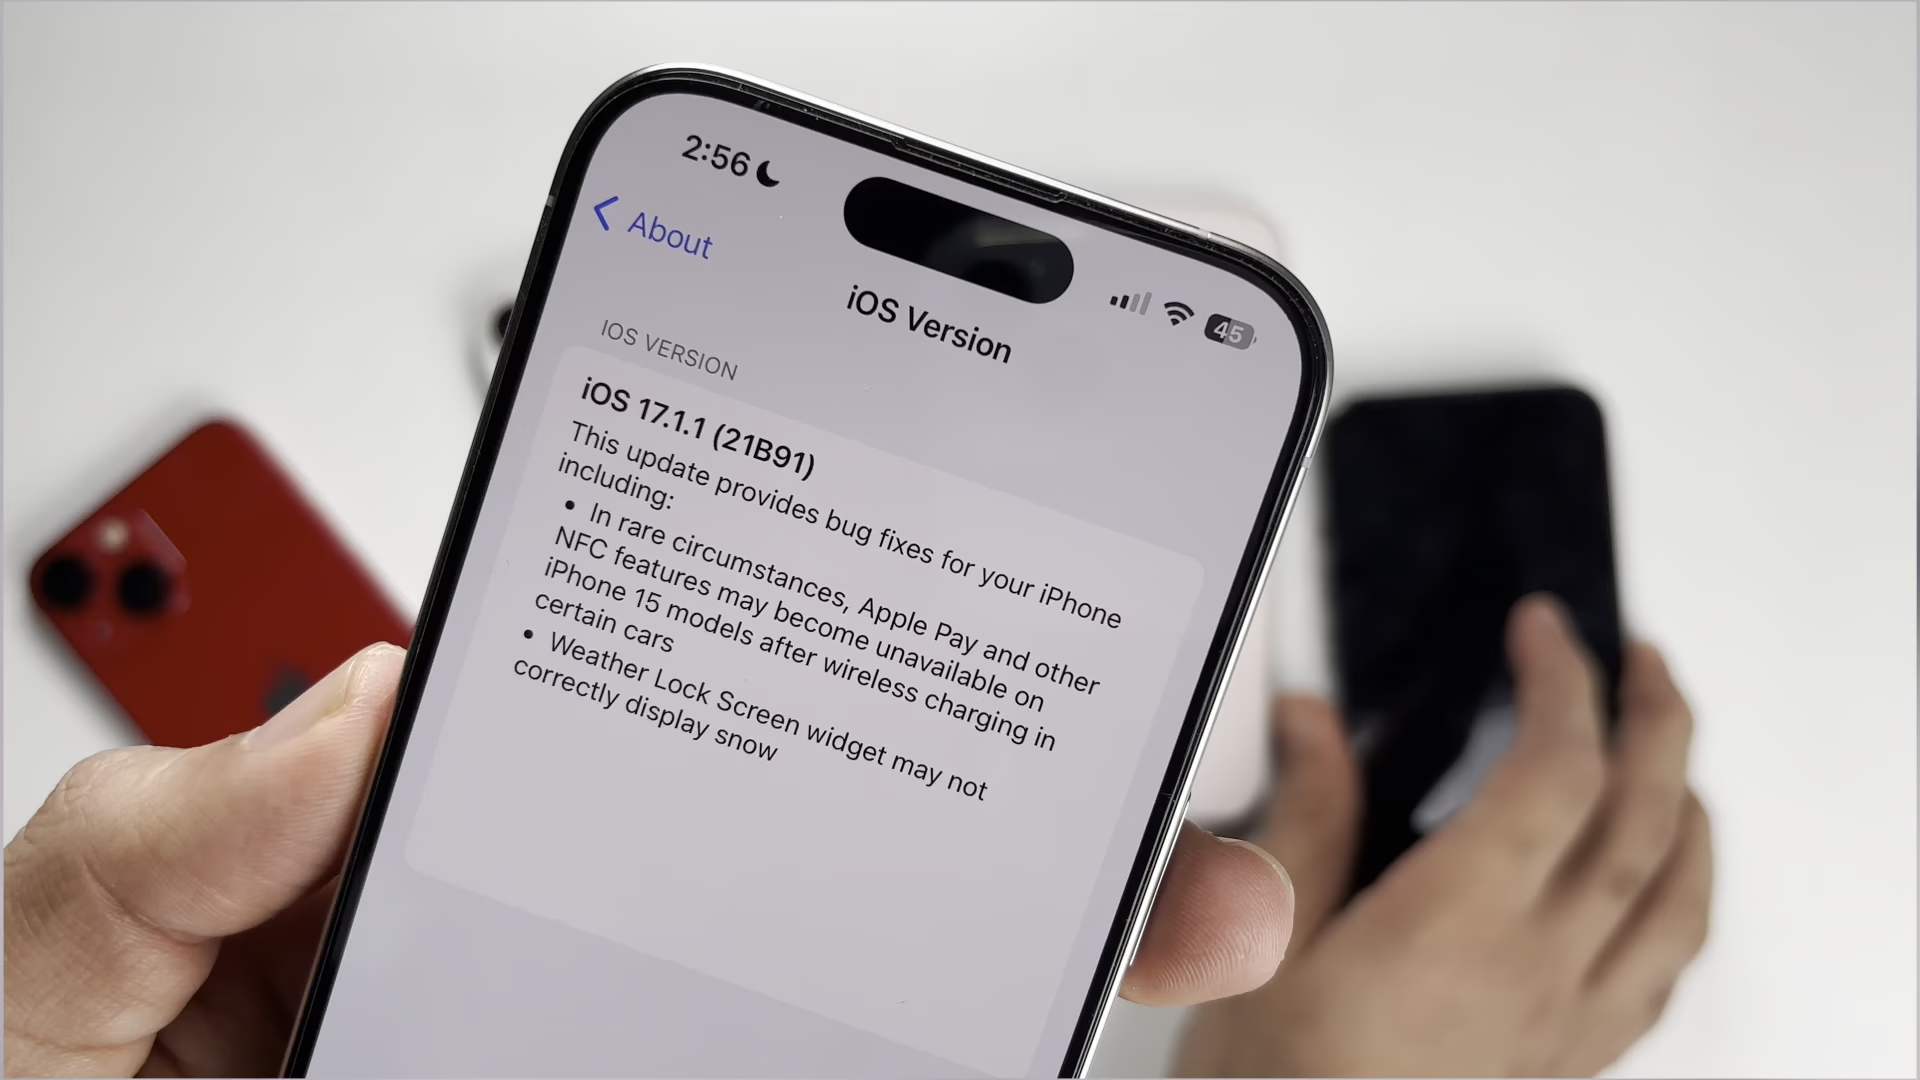 2:56
45
About
iOS Version
IOS VERSION
iOS 17.1.1 (21B91)
This update provides bug fixes for your iPhone
including:
• In rare circumstances, Apple Pay and other
NFC features may become unavailable on
iPhone 15 models after wireless charging in
certain cars
• Weather Lock Screen widget may not
correctly display snow